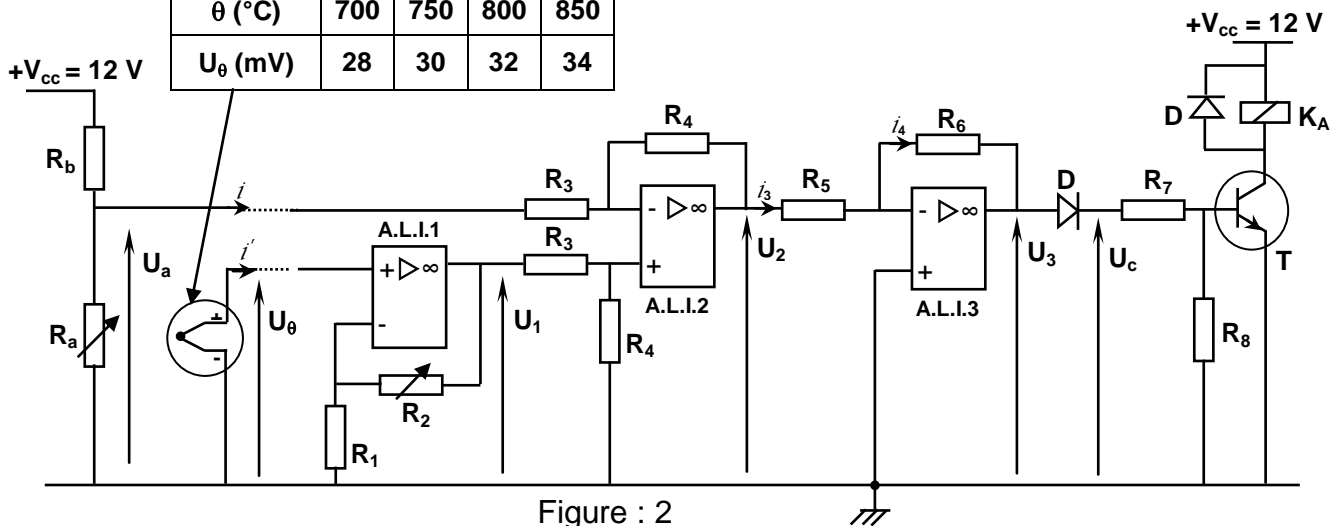 θ (°C) 700 750 800 850
U_θ (mV) 28 30 32 34
+V_cc = 12 V
+V_cc = 12 V
R_b
R_a
U_a
i
i'
U_θ
A.L.I.1
+ ▷ ∞
-
R_1
R_2
U_1
R_3
R_3
R_4
R_4
- ▷ ∞
+
A.L.I.2
U_2
i_3
R_5
i_4
R_6
- ▷ ∞
+
A.L.I.3
U_3
D
U_c
R_7
R_8
D
K_A
T
+
-
Figure : 2